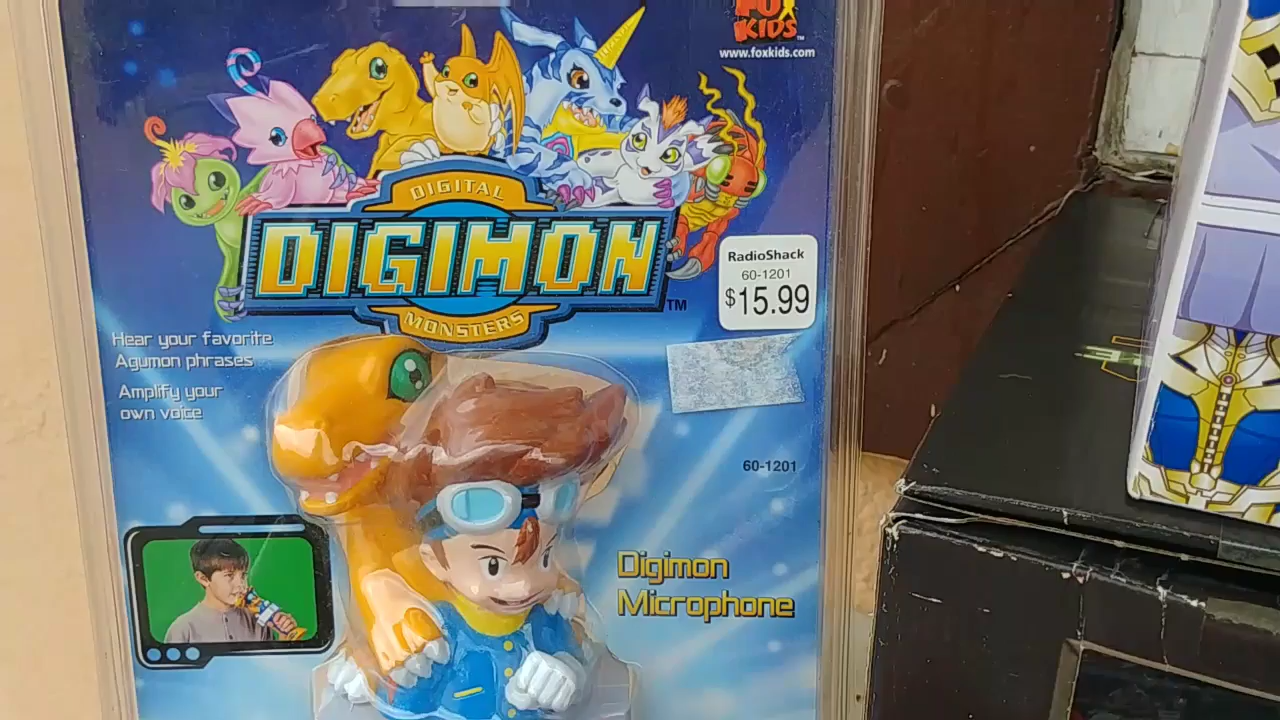 FOX
KIDS™
www.foxkids.com
DIGITAL
DIGIMON
MONSTERS
TM
RadioShack
60-1201
$15.99
Hear your favorite
Agumon phrases
Amplify your
own voice
60-1201
Digimon
Microphone